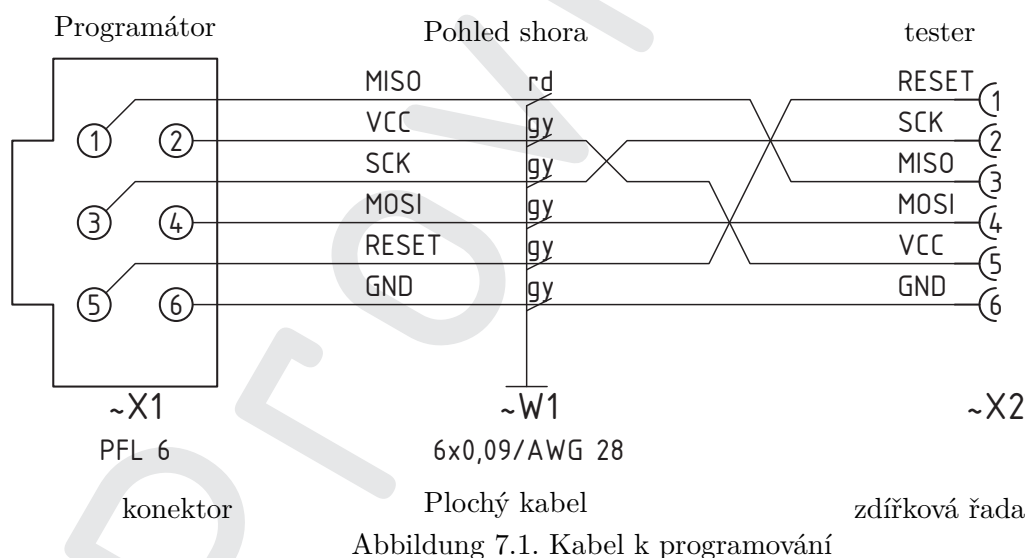 Programátor Pohled shora tester
MISO rd RESET 1
VCC gy SCK
1 2 2
SCK gy MISO 3
MOSI gy MOSI
3 4 4
RESET gy VCC 5
GND gy GND
5 6 6
~X1 ~W1 ~X2
PFL 6 6x0,09/AWG 28
konektor Plochý kabel zdířková řada
Abbildung 7.1. Kabel k programování